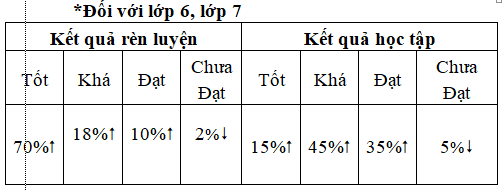 *Đối với lớp 6, lớp 7
Kết quả rèn luyện Kết quả học tập
Tốt Khá Đạt Chưa Đạt Tốt Khá Đạt Chưa Đạt
70%↑ 18%↑ 10%↑ 2%↓ 15%↑ 45%↑ 35%↑ 5%↓